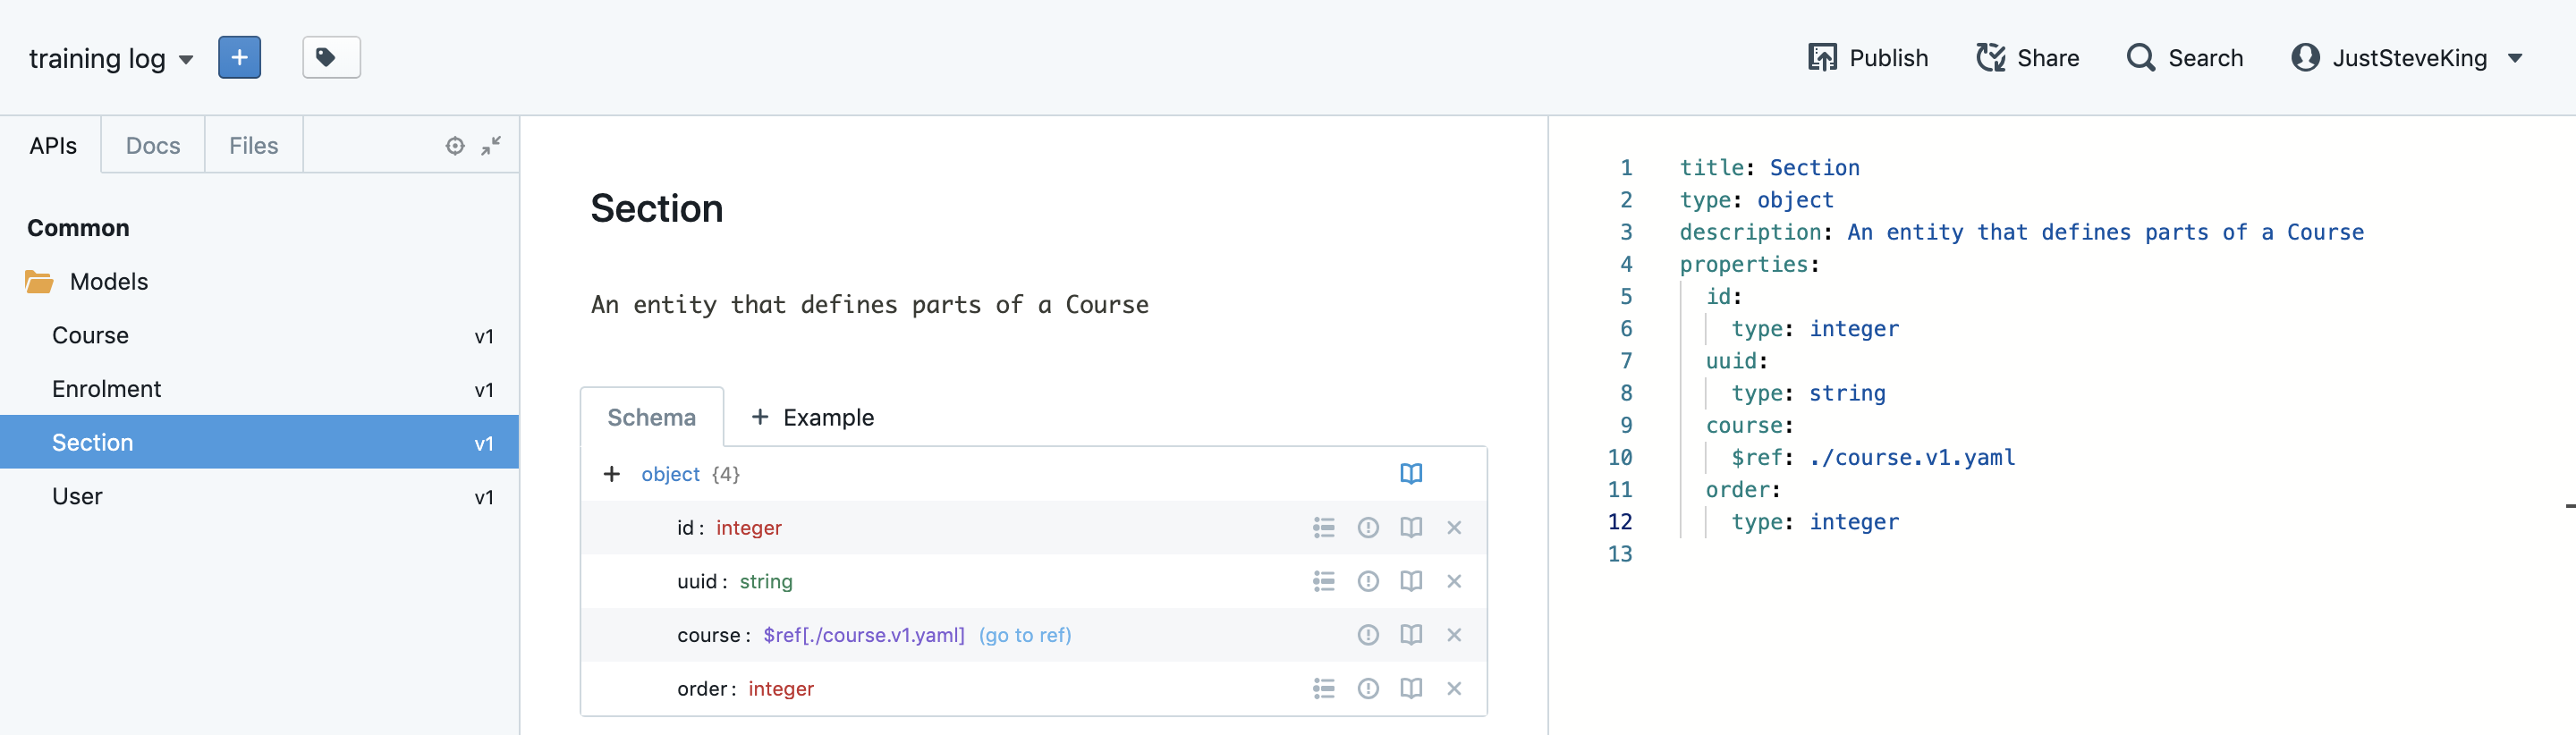 training log
Publish
Share
Search
JustSteveKing
APIs
Docs
Files
Common
Models
Course v1
Enrolment v1
Section v1
User v1
Section
An entity that defines parts of a Course
Schema
+ Example
+ object {4}
id: integer
uuid: string
course: $ref[./course.v1.yaml] (go to ref)
order: integer
1 title: Section
2 type: object
3 description: An entity that defines parts of a Course
4 properties:
5 id:
6 type: integer
7 uuid:
8 type: string
9 course:
10 $ref: ./course.v1.yaml
11 order:
12 type: integer
13